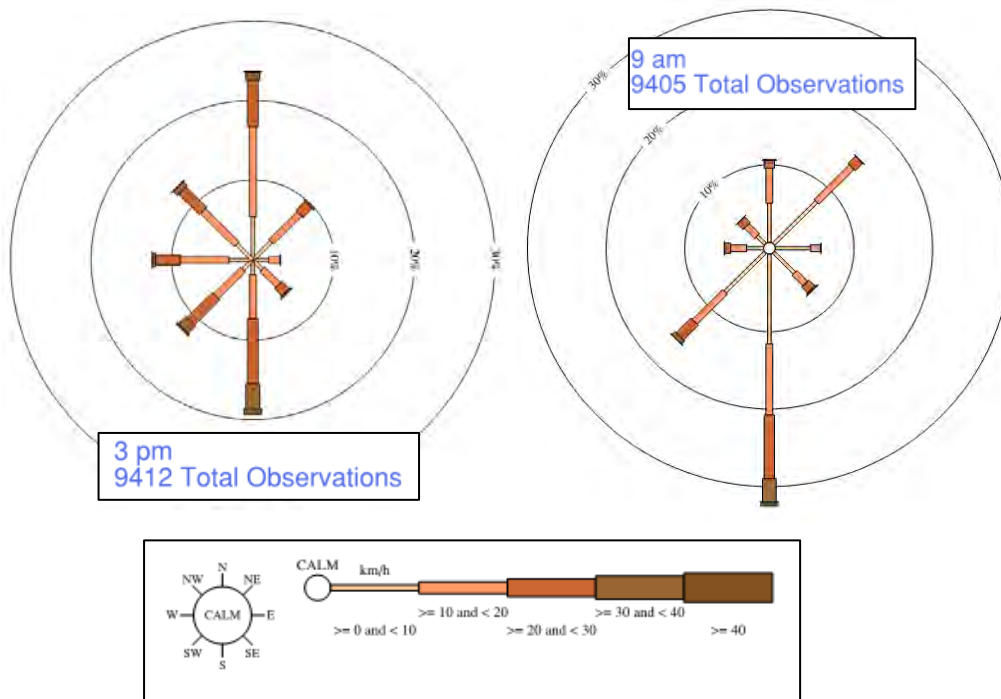 30%
9 am
9405 Total Observations
20%
10%
10%
20%
30%
3 pm
9412 Total Observations
N
NW
NE
W
CALM
E
SW
SE
S
CALM
km/h
>= 10 and < 20
>= 30 and < 40
>= 0 and < 10
>= 20 and < 30
>= 40